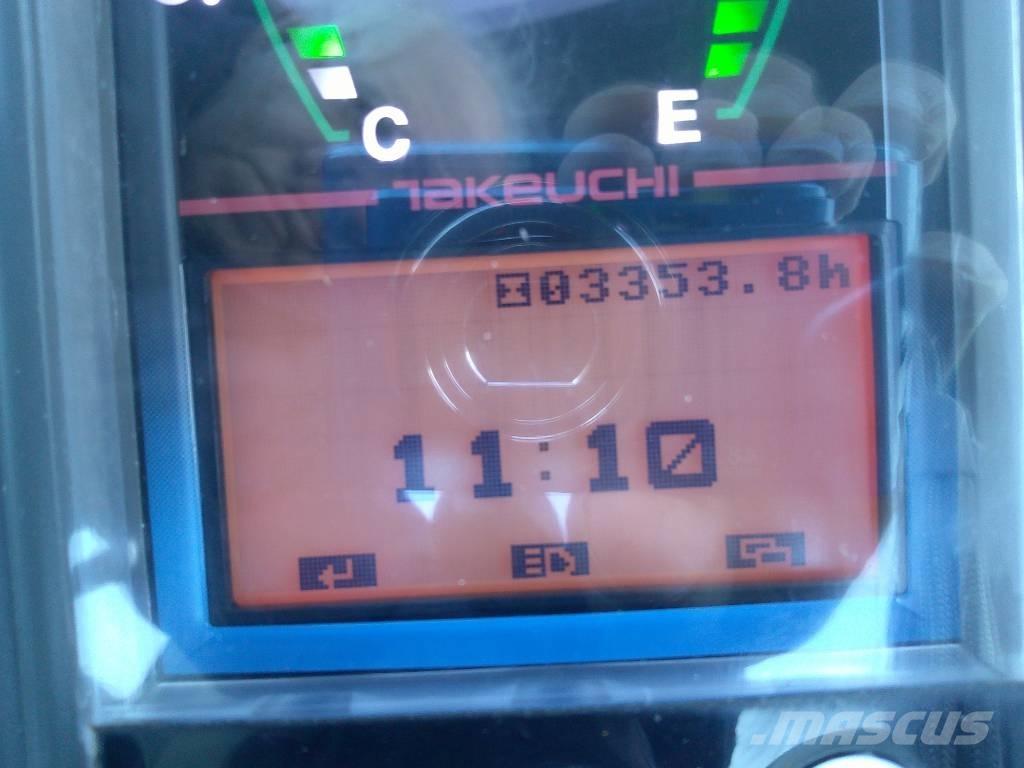 C
E
TAKEUCHI
03353.8h
11:10
.MASCUS